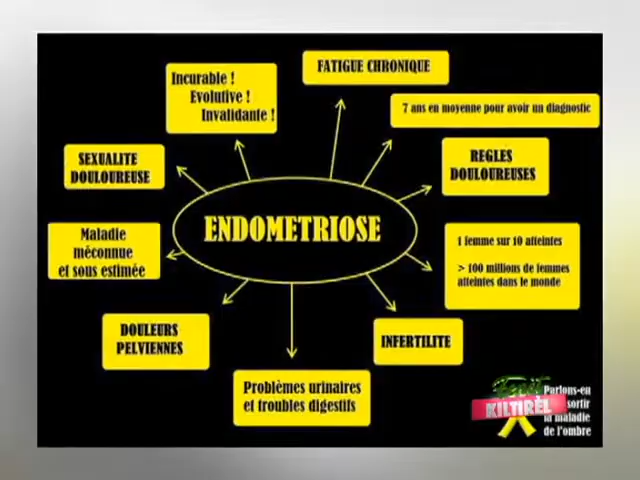 FATIGUE CHRONIQUE
Incurable !
Evolutive !
Invalidante !
7 ans en moyenne pour avoir un diagnostic
SEXUALITE
DOULOUREUSE
REGLES
DOULOUREUSES
ENDOMETRIOSE
Maladie
méconnue
et sous estimée
1 femme sur 10 atteintes
> 100 millions de femmes
atteintes dans le monde
DOULEURS
PELVIENNES
INFERTILITE
Problèmes urinaires
et troubles digestifs
KILTIRÈL
Parlons-en
sortir
la maladie
de l'ombre